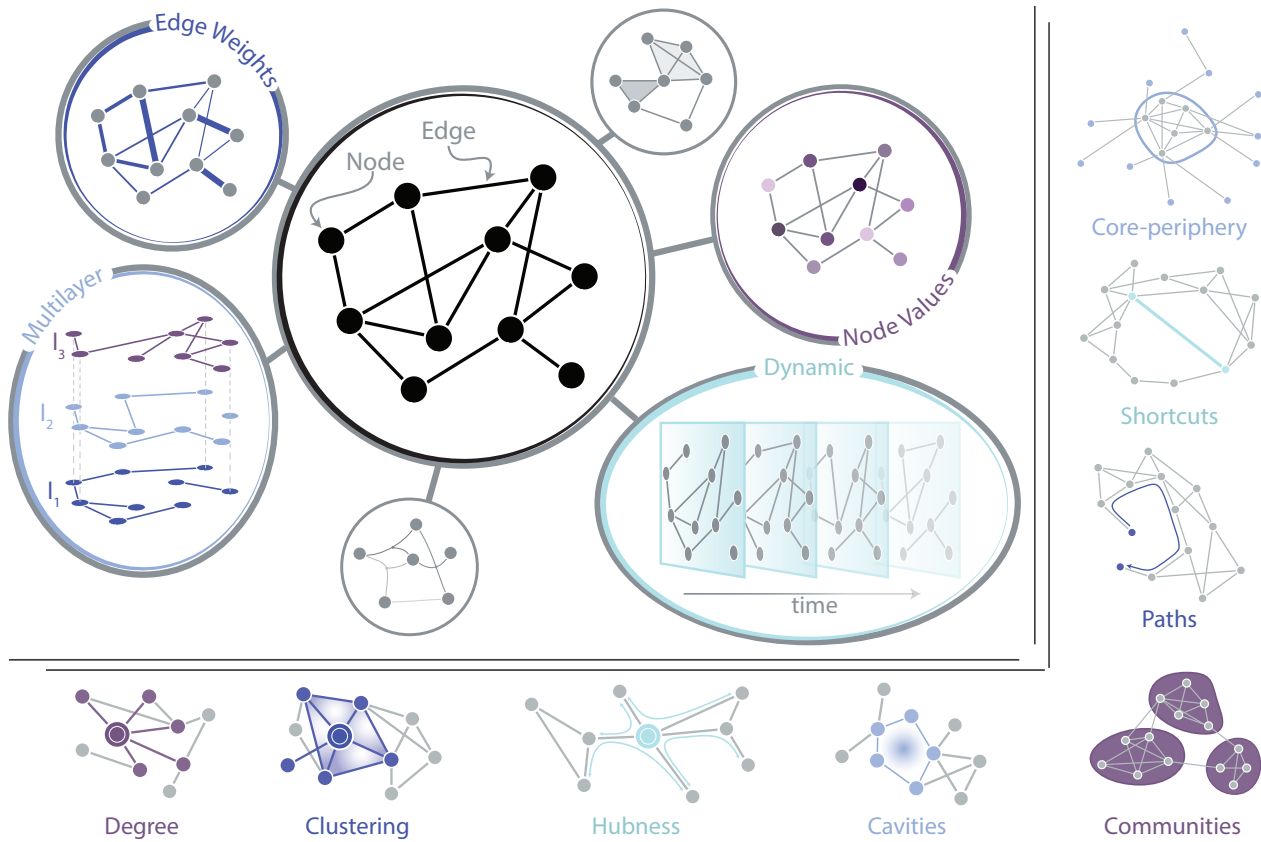 Edge Weights
Edge
Node
Core-periphery
Multilayer
Node Values
l3
Dynamic
l2
Shortcuts
l1
time
Paths
Degree
Clustering
Hubness
Cavities
Communities